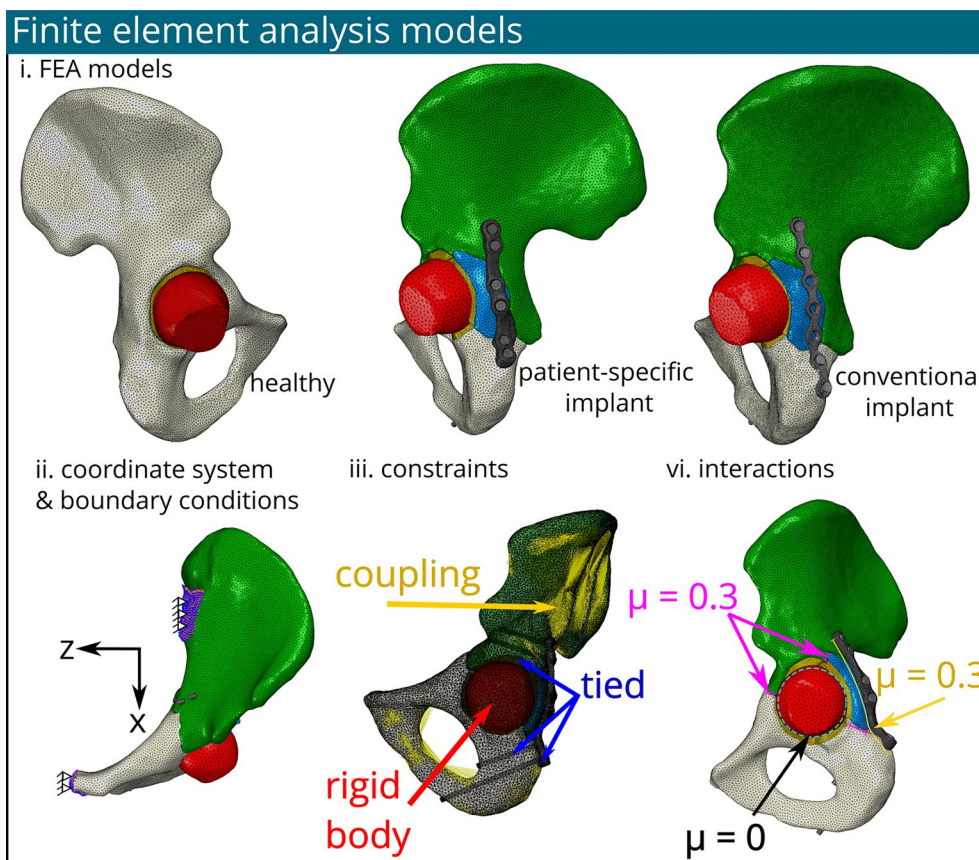 Finite element analysis models
i. FEA models
healthy
patient-specific
implant
conventiona
implant
ii. coordinate system
& boundary conditions
iii. constraints
vi. interactions
z
x
coupling
tied
rigid
body
μ = 0.3
μ = 0.3
μ = 0